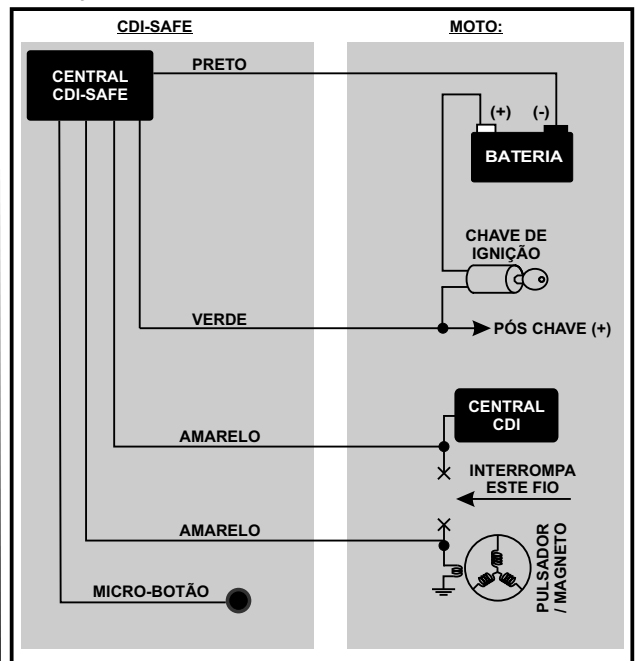 CDI-SAFE
MOTO:
CENTRAL
CDI-SAFE
PRETO
(+) (-)
BATERIA
CHAVE DE
IGNIÇÃO
VERDE
PÓS CHAVE (+)
CENTRAL
CDI
AMARELO
INTERROMPA
ESTE FIO
AMARELO
PULSADOR
/ MAGNETO
MICRO-BOTÃO